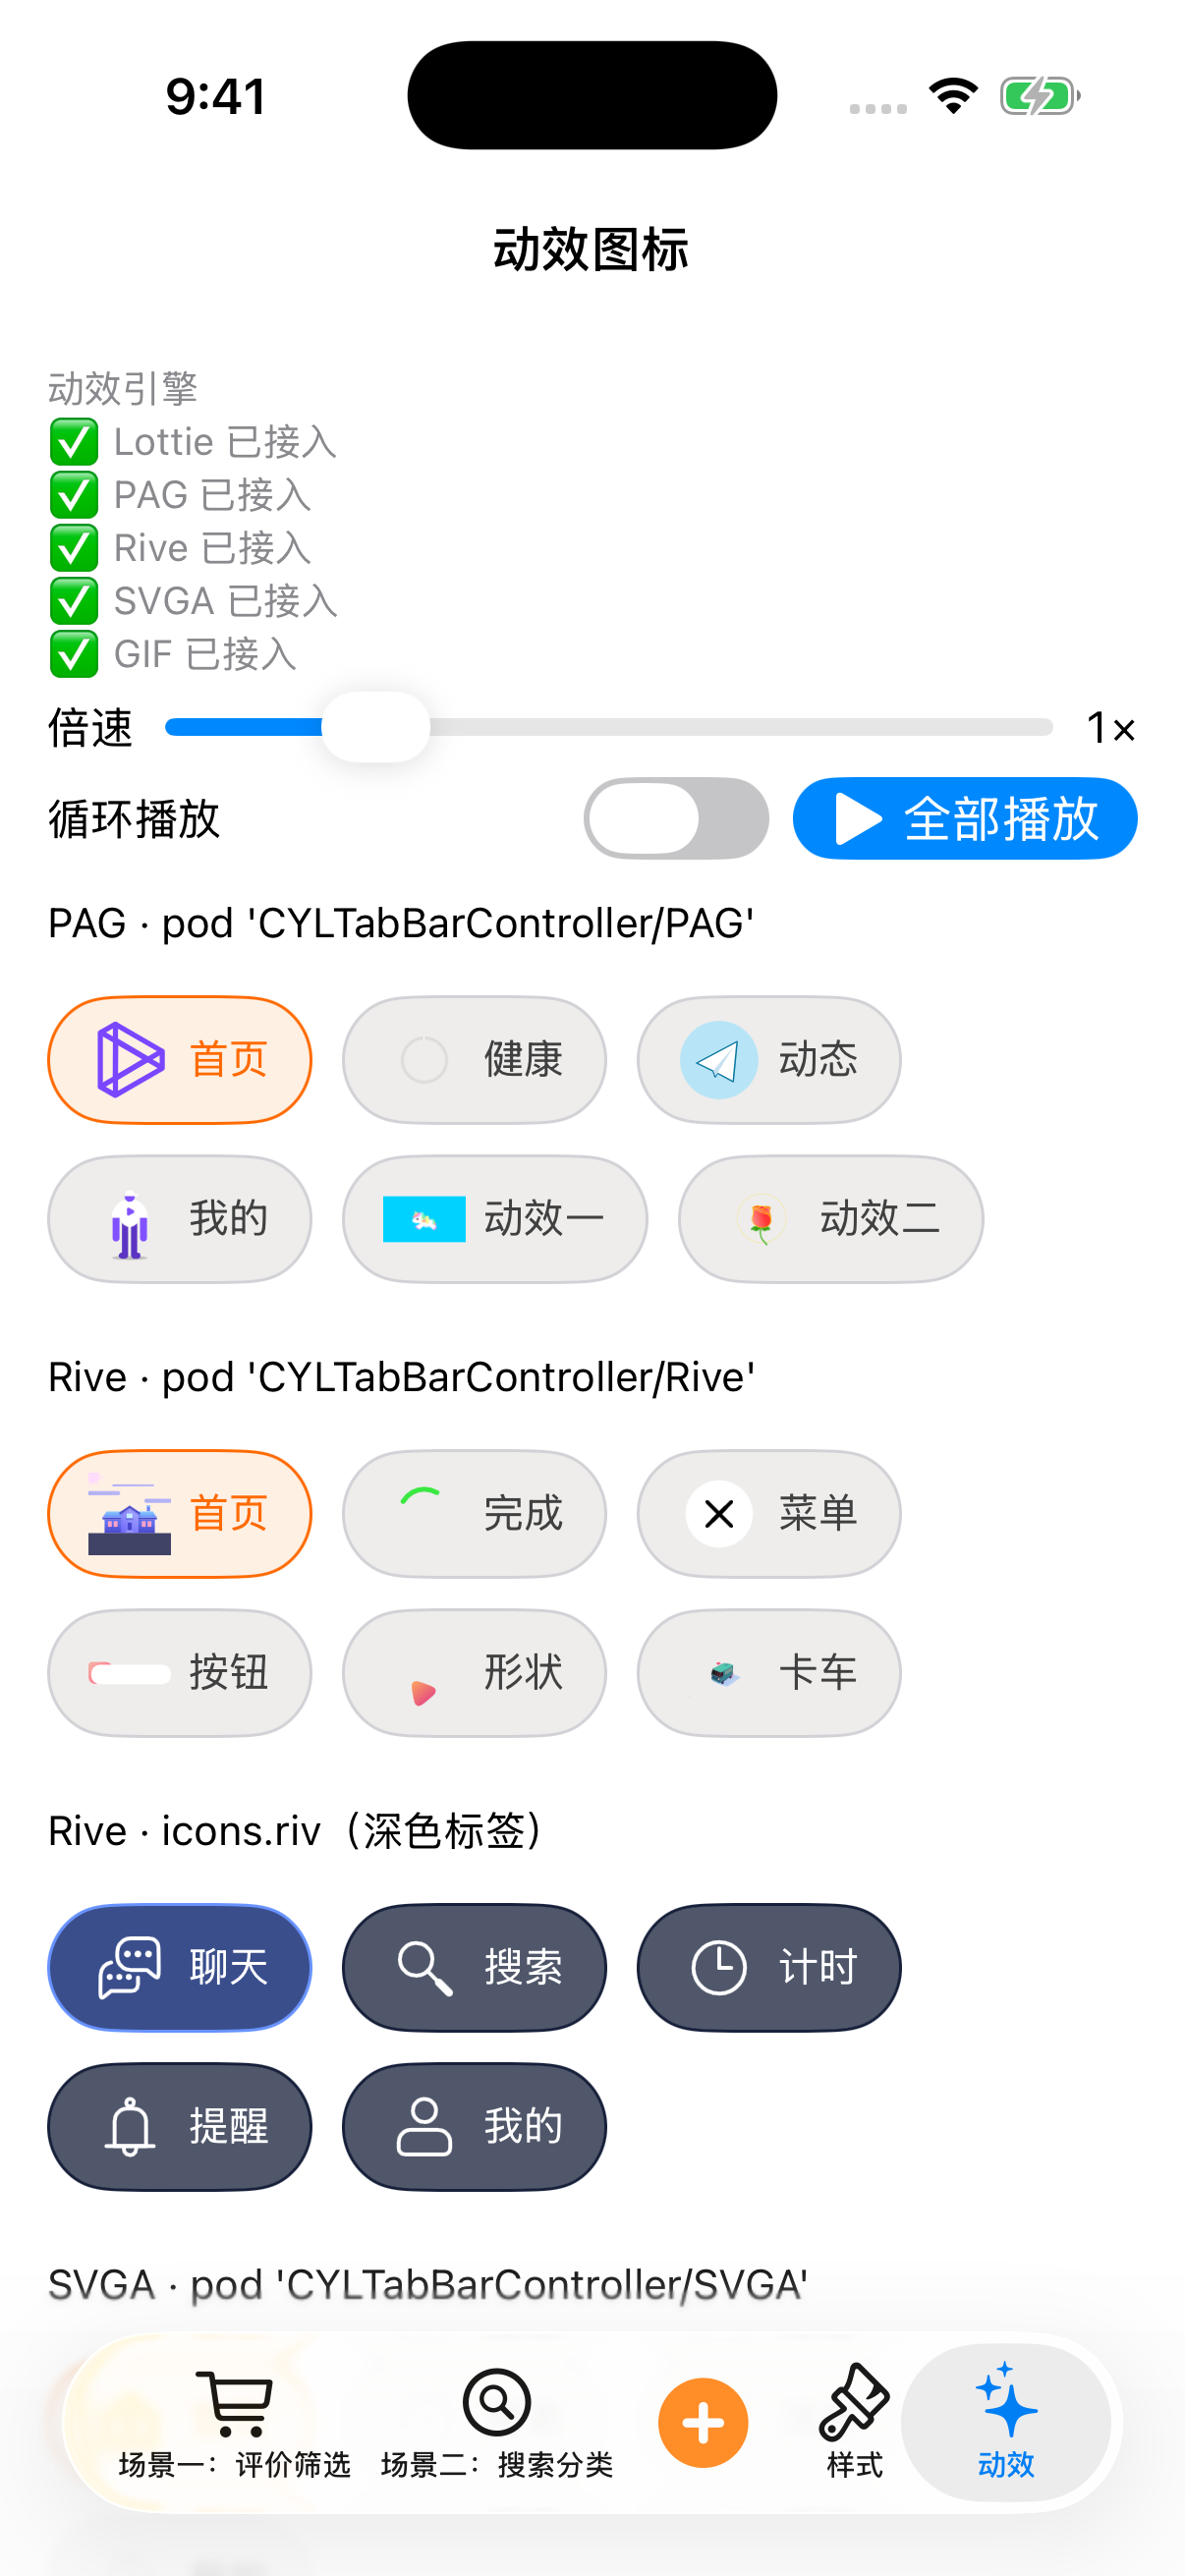 9:41
动效图标
动效引擎
✅ Lottie 已接入
✅ PAG 已接入
✅ Rive 已接入
✅ SVGA 已接入
✅ GIF 已接入
倍速 1×
循环播放 全部播放
PAG · pod 'CYLTabBarController/PAG'
首页 健康 动态
我的 动效一 动效二
Rive · pod 'CYLTabBarController/Rive'
首页 完成 菜单
按钮 形状 卡车
Rive · icons.riv（深色标签）
聊天 搜索 计时
提醒 我的
SVGA · pod 'CYLTabBarController/SVGA'
场景一：评价筛选 场景二：搜索分类 样式 动效